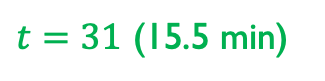 t = 31 (15.5 min)